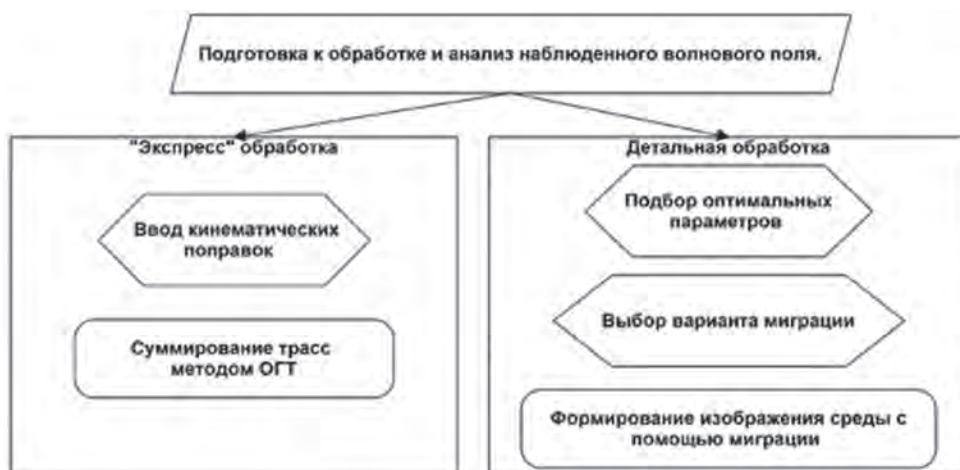 Подготовка к обработке и анализ наблюденного волнового поля.
"Экспресс" обработка
Ввод кинематических
поправок
Суммирование трасс
методом ОГТ
Детальная обработка
Подбор оптимальных
параметров
Выбор варианта миграции
Формирование изображения среды с
помощью миграции